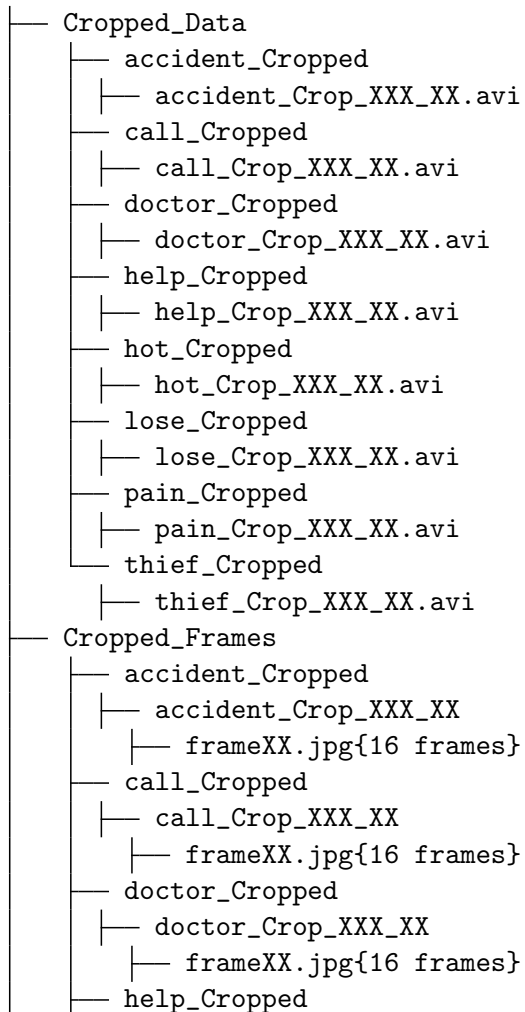 ├── Cropped_Data
│   ├── accident_Cropped
│   │ ├── accident_Crop_XXX_XX.avi
│   ├── call_Cropped
│   │ ├── call_Crop_XXX_XX.avi
│   ├── doctor_Cropped
│   │ ├── doctor_Crop_XXX_XX.avi
│   ├── help_Cropped
│   │ ├── help_Crop_XXX_XX.avi
│   ├── hot_Cropped
│   │ ├── hot_Crop_XXX_XX.avi
│   ├── lose_Cropped
│   │ ├── lose_Crop_XXX_XX.avi
│   ├── pain_Cropped
│   │ ├── pain_Crop_XXX_XX.avi
│   └── thief_Cropped
│     ├── thief_Crop_XXX_XX.avi
├── Cropped_Frames
│   ├── accident_Cropped
│   │ ├── accident_Crop_XXX_XX
│   │   ├── frameXX.jpg{16 frames}
│   ├── call_Cropped
│   │ ├── call_Crop_XXX_XX
│   │   ├── frameXX.jpg{16 frames}
│   ├── doctor_Cropped
│   │ ├── doctor_Crop_XXX_XX
│   │   ├── frameXX.jpg{16 frames}
│   ├── help_Cropped